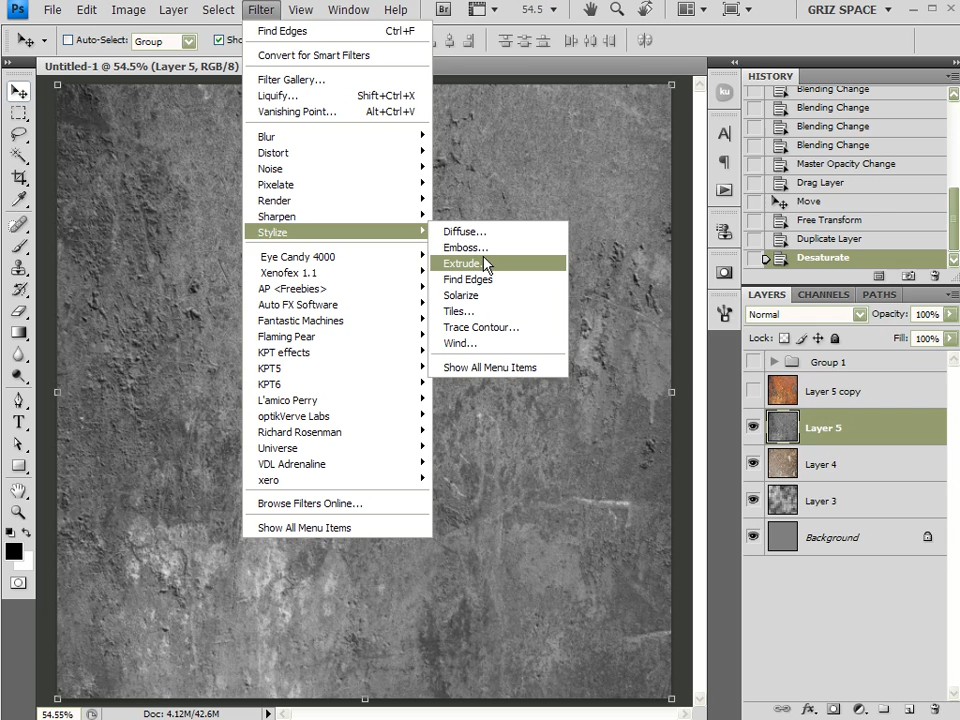 Ps File Edit Image Layer Select Filter View Window Help Br 54.5 GRIZ SPACE
Auto-Select: Group Sho
Untitled-1 @ 54.5% (Layer 5, RGB/8)
Find Edges Ctrl+F
Convert for Smart Filters
Filter Gallery...
Liquify... Shift+Ctrl+X
Vanishing Point... Alt+Ctrl+V
Blur
Distort
Noise
Pixelate
Render
Sharpen
Stylize
Eye Candy 4000
Xenofex 1.1
AP <Freebies>
Auto FX Software
Fantastic Machines
Flaming Pear
KPT effects
KPT5
KPT6
L'amico Perry
optikVerve Labs
Richard Rosenman
Universe
VDL Adrenaline
xero
Browse Filters Online...
Show All Menu Items
Diffuse...
Emboss...
Extrude...
Find Edges
Solarize
Tiles...
Trace Contour...
Wind...
Show All Menu Items
ku
HISTORY
Blending Change
Blending Change
Blending Change
Blending Change
Master Opacity Change
Drag Layer
Move
Free Transform
Duplicate Layer
Desaturate
LAYERS CHANNELS PATHS
Normal Opacity: 100%
Lock: Fill: 100%
Group 1
Layer 5 copy
Layer 5
Layer 4
Layer 3
Background
54.55% Doc: 4.12M/42.6M